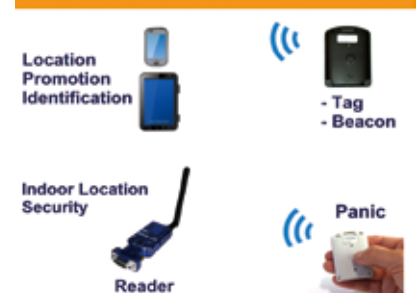 Location
Promotion
Identification
- Tag
- Beacon
Indoor Location
Security
Panic
Reader